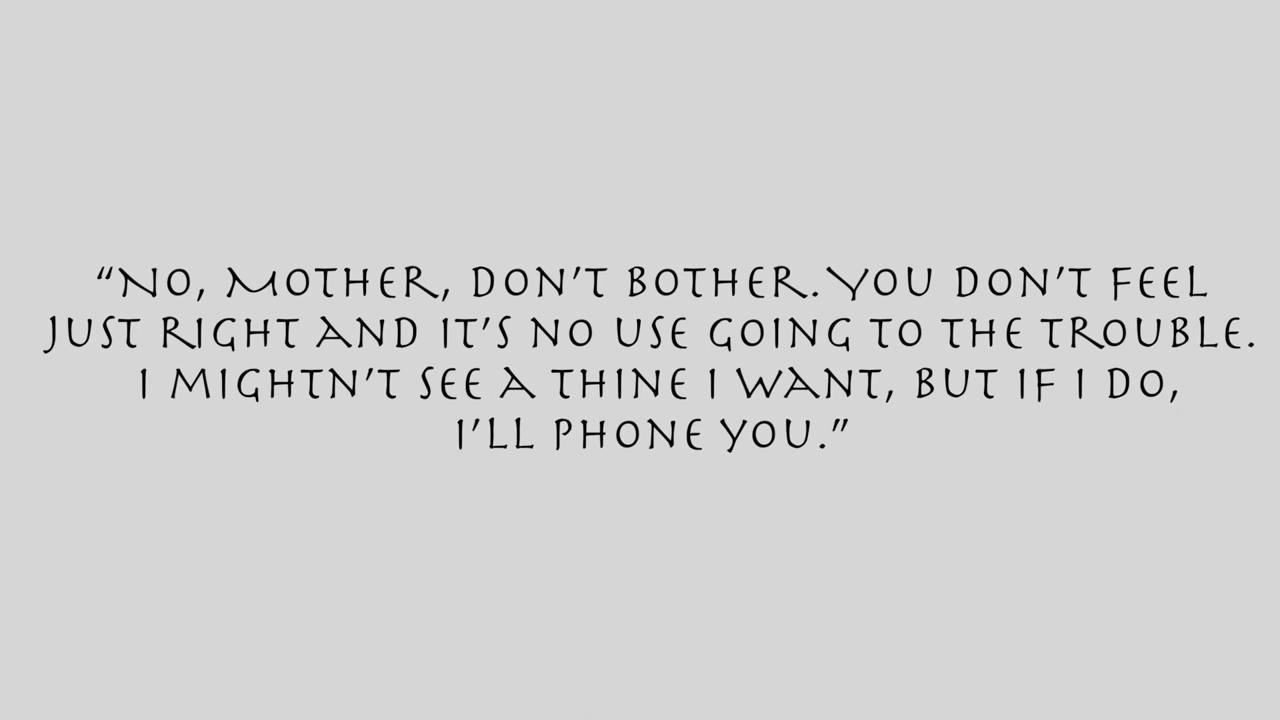 “No, Mother, don’t bother. You don’t feel
just right and it’s no use going to the trouble.
I mightn’t see a thine I want, but if I do,
I’ll phone you.”